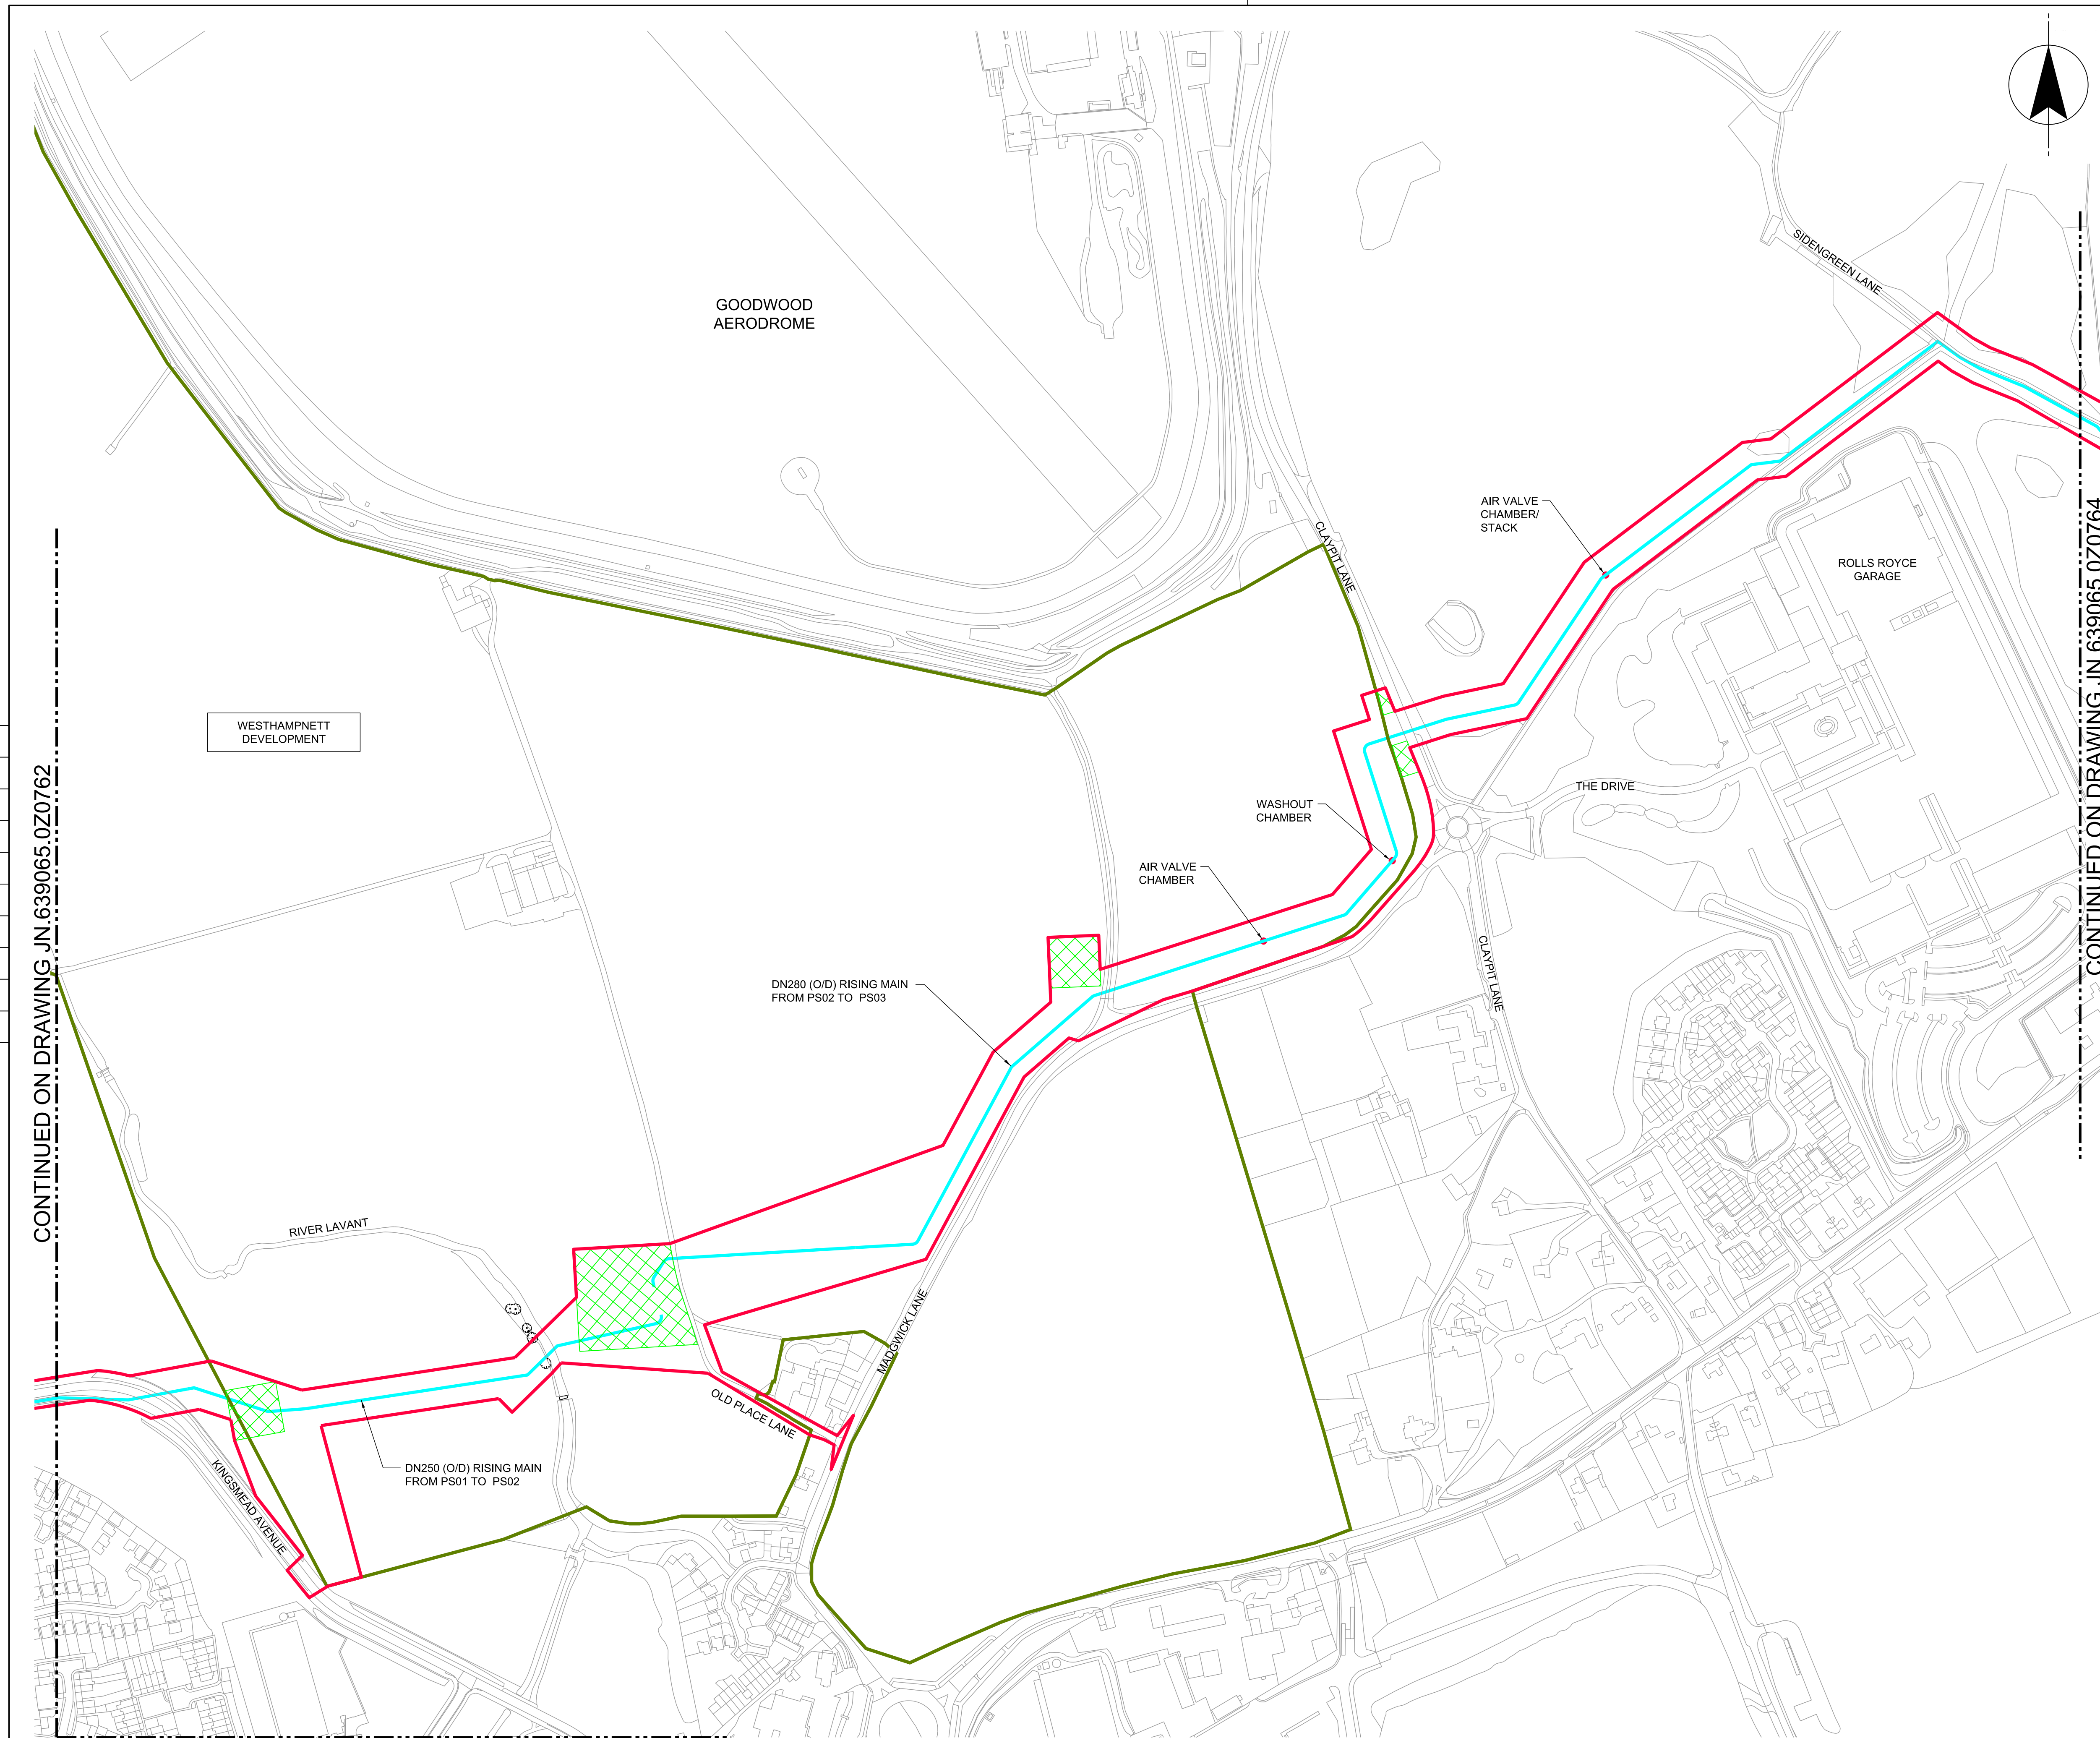 GOODWOOD
AERODROME
SIDENGREEN LANE
AIR VALVE
CHAMBER/
STACK
CLAYPIT LANE
ROLLS ROYCE
GARAGE
WESTHAMPNETT
DEVELOPMENT
THE DRIVE
WASHOUT
CHAMBER
AIR VALVE
CHAMBER
CLAYPIT LANE
DN280 (O/D) RISING MAIN
FROM PS02 TO  PS03
RIVER LAVANT
MADGWICK LANE
OLD PLACE LANE
DN250 (O/D) RISING MAIN
FROM PS01 TO  PS02
KINGSMEAD AVENUE
CONTINUED ON DRAWING JN.639065.0Z0762
CONTINUED ON DRAWING JN.639065.0Z0764